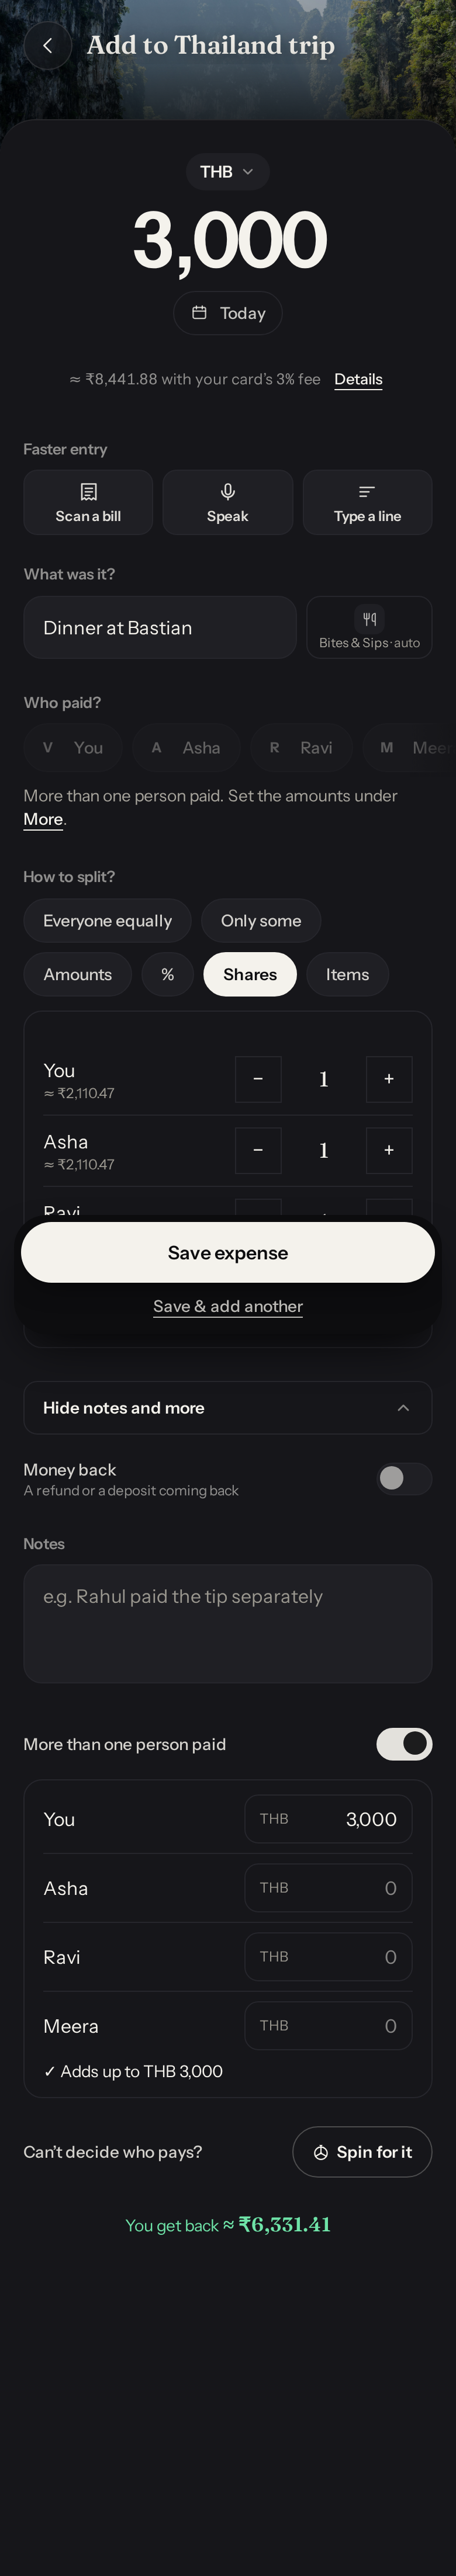 Add to Thailand trip
THB
3,000
Today
≈ ₹8,441.88 with your card's 3% fee Details
Faster entry
Scan a bill
Speak
Type a line
What was it?
Dinner at Bastian
Bites & Sips · auto
Who paid?
V You
A Asha
R Ravi
M Meer
More than one person paid. Set the amounts under
More.
How to split?
Everyone equally
Only some
Amounts
%
Shares
Items
You
≈ ₹2,110.47
− 1 +
Asha
≈ ₹2,110.47
− 1 +
Ravi
Save expense
Save & add another
Hide notes and more
Money back
A refund or a deposit coming back
Notes
e.g. Rahul paid the tip separately
More than one person paid
You THB 3,000
Asha THB 0
Ravi THB 0
Meera THB 0
✓ Adds up to THB 3,000
Can't decide who pays?
Spin for it
You get back ≈ ₹6,331.41